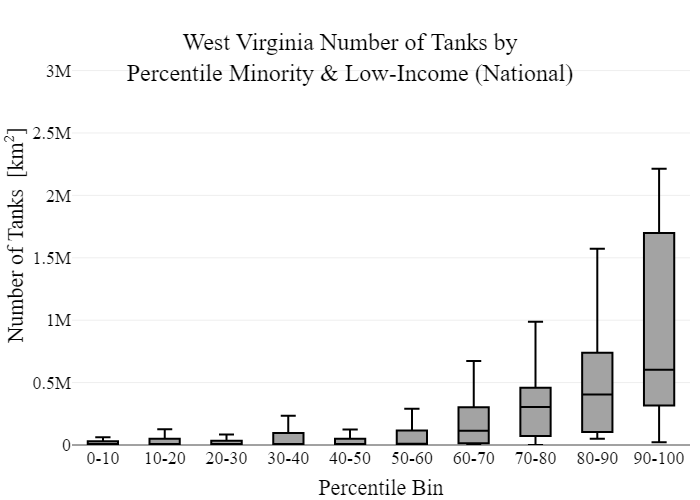 West Virginia Number of Tanks by
Percentile Minority & Low-Income (National)
Number of Tanks [km²]
3M
2.5M
2M
1.5M
1M
0.5M
0
0-10 10-20 20-30 30-40 40-50 50-60 60-70 70-80 80-90 90-100
Percentile Bin